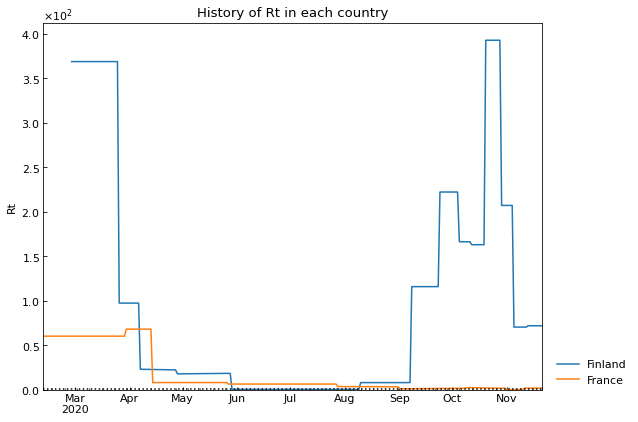 History of Rt in each country
×10²
4.0
3.5
3.0
2.5
2.0
1.5
1.0
0.5
0.0
Rt
Mar Apr May Jun Jul Aug Sep Oct Nov
2020
Finland
France